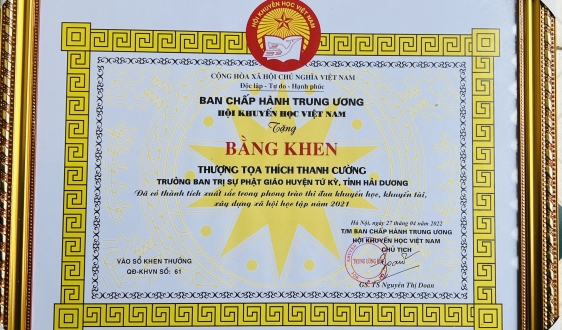 HỘI KHUYẾN HỌC VIỆT NAM
CỘNG HÒA XÃ HỘI CHỦ NGHĨA VIỆT NAM
Độc lập - Tự do - Hạnh phúc
BAN CHẤP HÀNH TRUNG ƯƠNG
HỘI KHUYẾN HỌC VIỆT NAM
Tặng
BẰNG KHEN
THƯỢNG TỌA THÍCH THANH CƯỜNG
TRƯỞNG BAN TRỊ SỰ PHẬT GIÁO HUYỆN TỨ KỲ, TỈNH HẢI DƯƠNG
Đã có thành tích xuất sắc trong phong trào thi đua khuyến học, khuyến tài,
xây dựng xã hội học tập năm 2021
Hà Nội, ngày 27 tháng 04 năm 2022
T/M BAN CHẤP HÀNH TRUNG ƯƠNG
HỘI KHUYẾN HỌC VIỆT NAM
CHỦ TỊCH
VÀO SỔ KHEN THƯỞNG
QĐ-KHVN SỐ: 61
TRUNG ƯƠNG HỘI
GS.TS Nguyễn Thị Doan